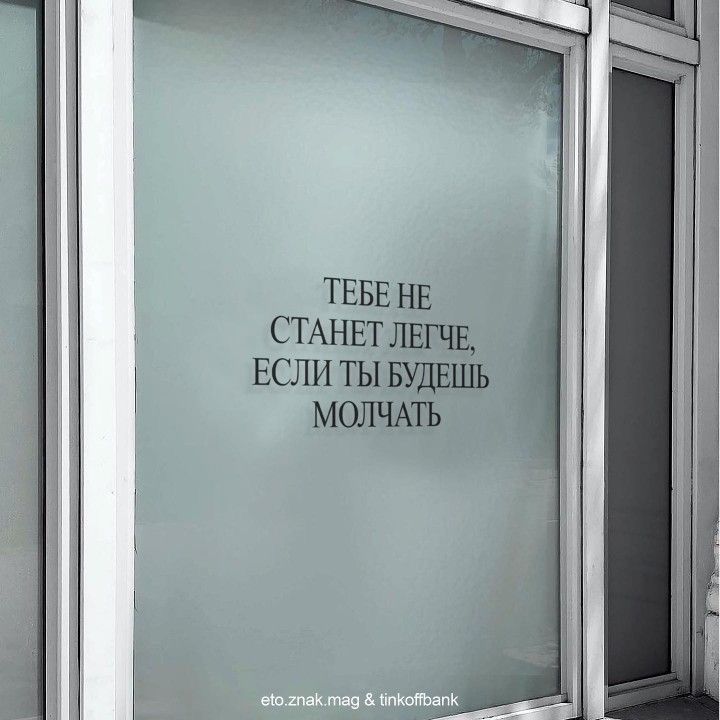 ТЕБЕ НЕ
СТАНЕТ ЛЕГЧЕ,
ЕСЛИ ТЫ БУДЕШЬ
МОЛЧАТЬ
eto.znak.mag & tinkoffbank